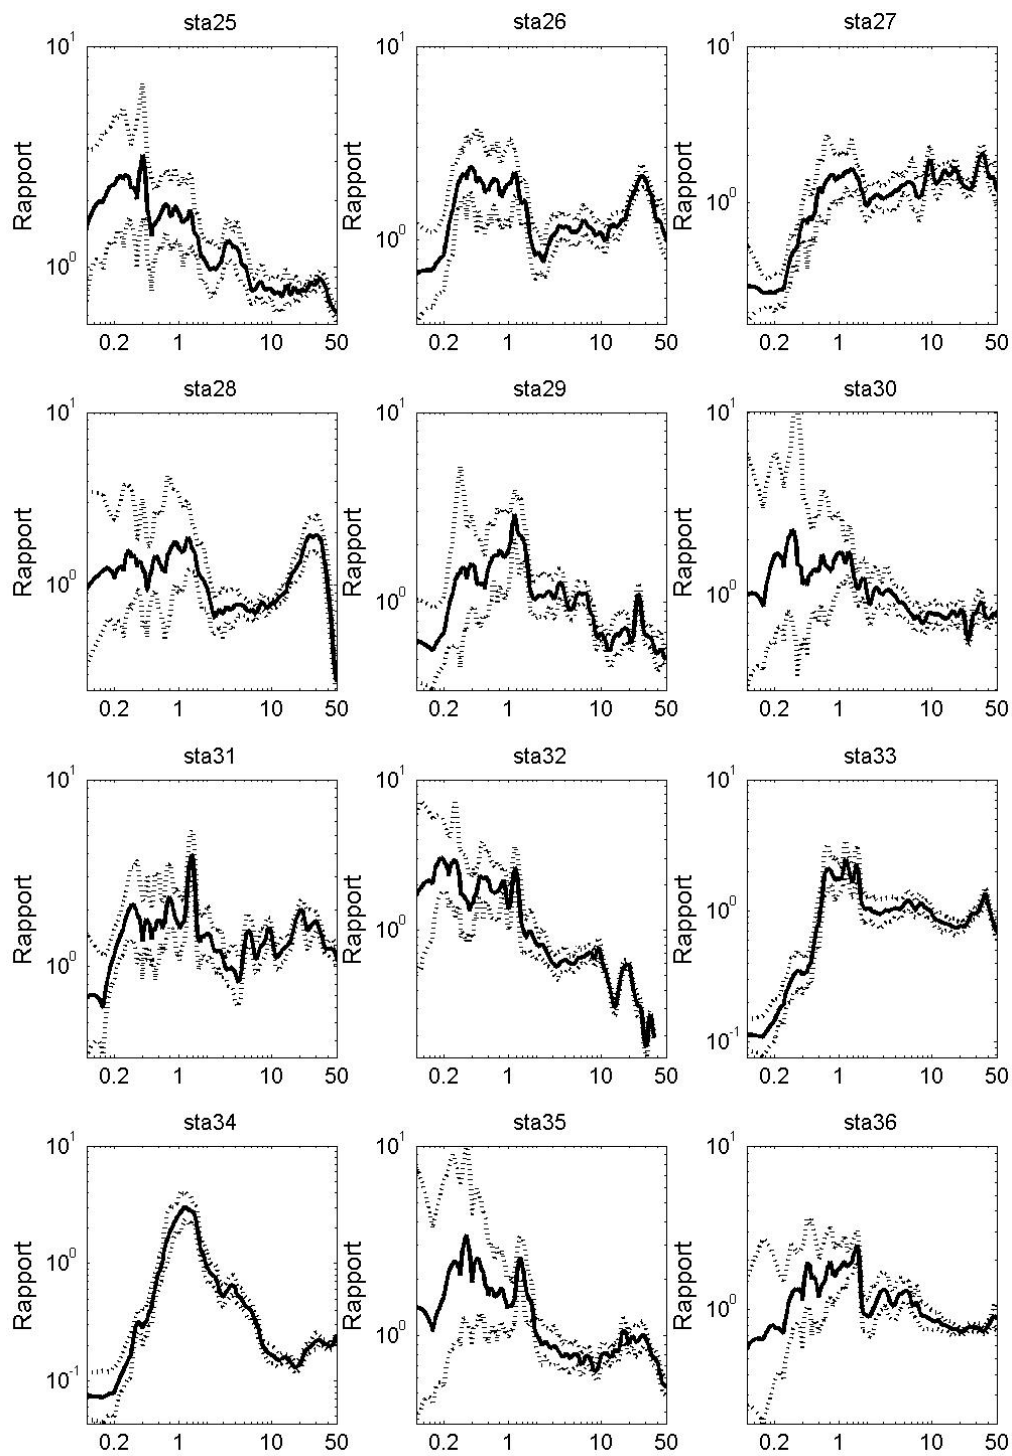 sta25 sta26 sta27
10^1 10^1 10^1
Rapport Rapport Rapport
10^0 10^0 10^0
0.2 1 10 50 0.2 1 10 50 0.2 1 10 50
sta28 sta29 sta30
10^1 10^1 10^1
Rapport Rapport Rapport
10^0 10^0 10^0
0.2 1 10 50 0.2 1 10 50 0.2 1 10 50
sta31 sta32 sta33
10^1 10^1 10^1
Rapport Rapport Rapport
10^0 10^0 10^0
10^-1
0.2 1 10 50 0.2 1 10 50 0.2 1 10 50
sta34 sta35 sta36
10^1 10^1 10^1
Rapport Rapport Rapport
10^0 10^0 10^0
10^-1
0.2 1 10 50 0.2 1 10 50 0.2 1 10 50